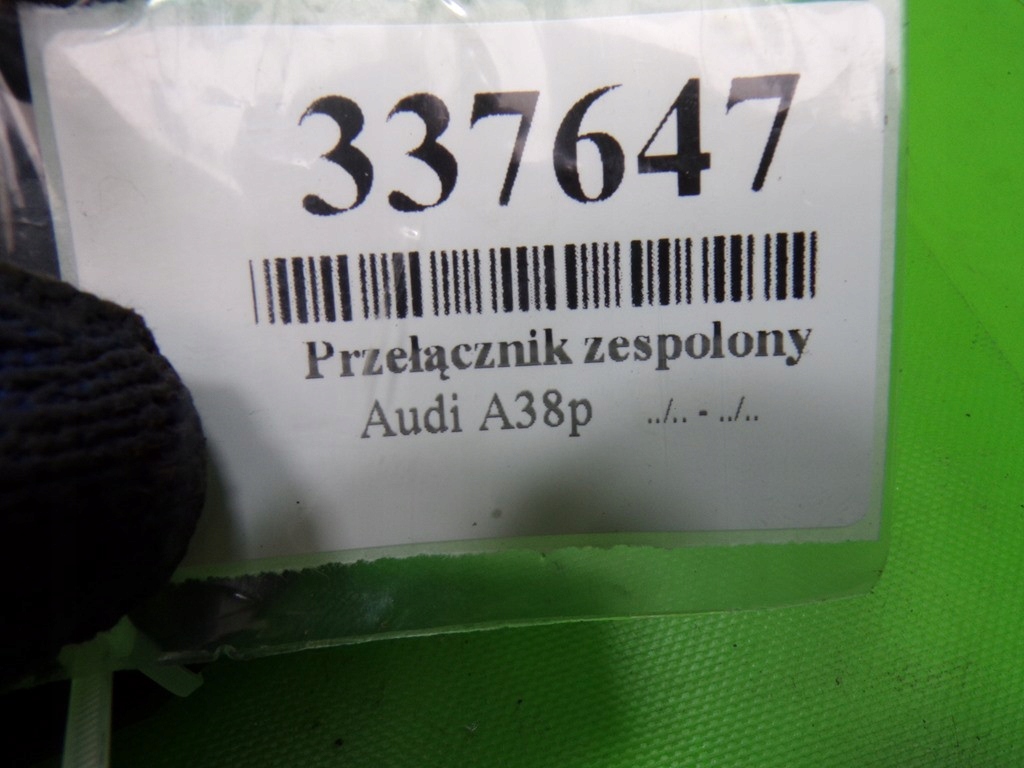 337647
Przełącznik zespolony
Audi A38p ../.. - ../..